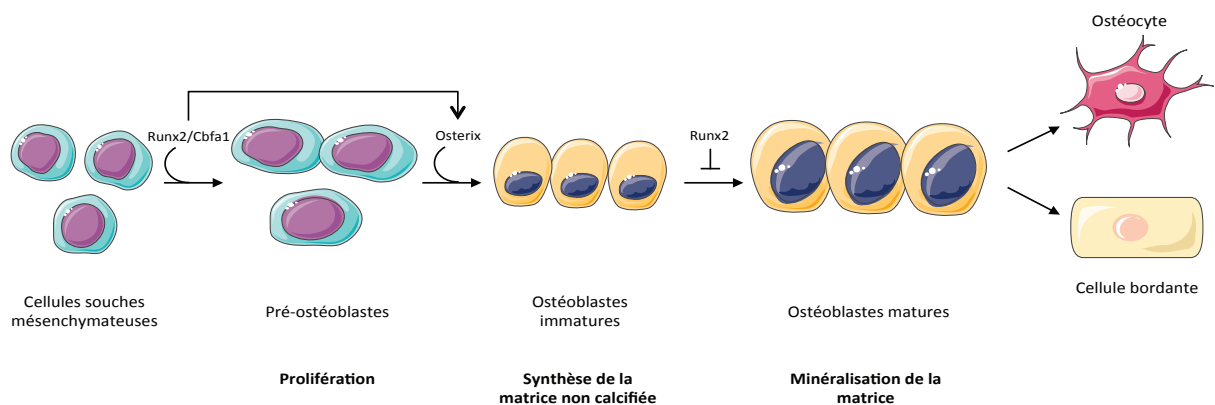 Ostéocyte
Runx2/Cbfa1
Osterix
Runx2
Cellule bordante
Cellules souches
mésenchymateuses
Pré-ostéoblastes
Ostéoblastes
immatures
Ostéoblastes matures
Prolifération
Synthèse de la
matrice non calcifiée
Minéralisation de la
matrice